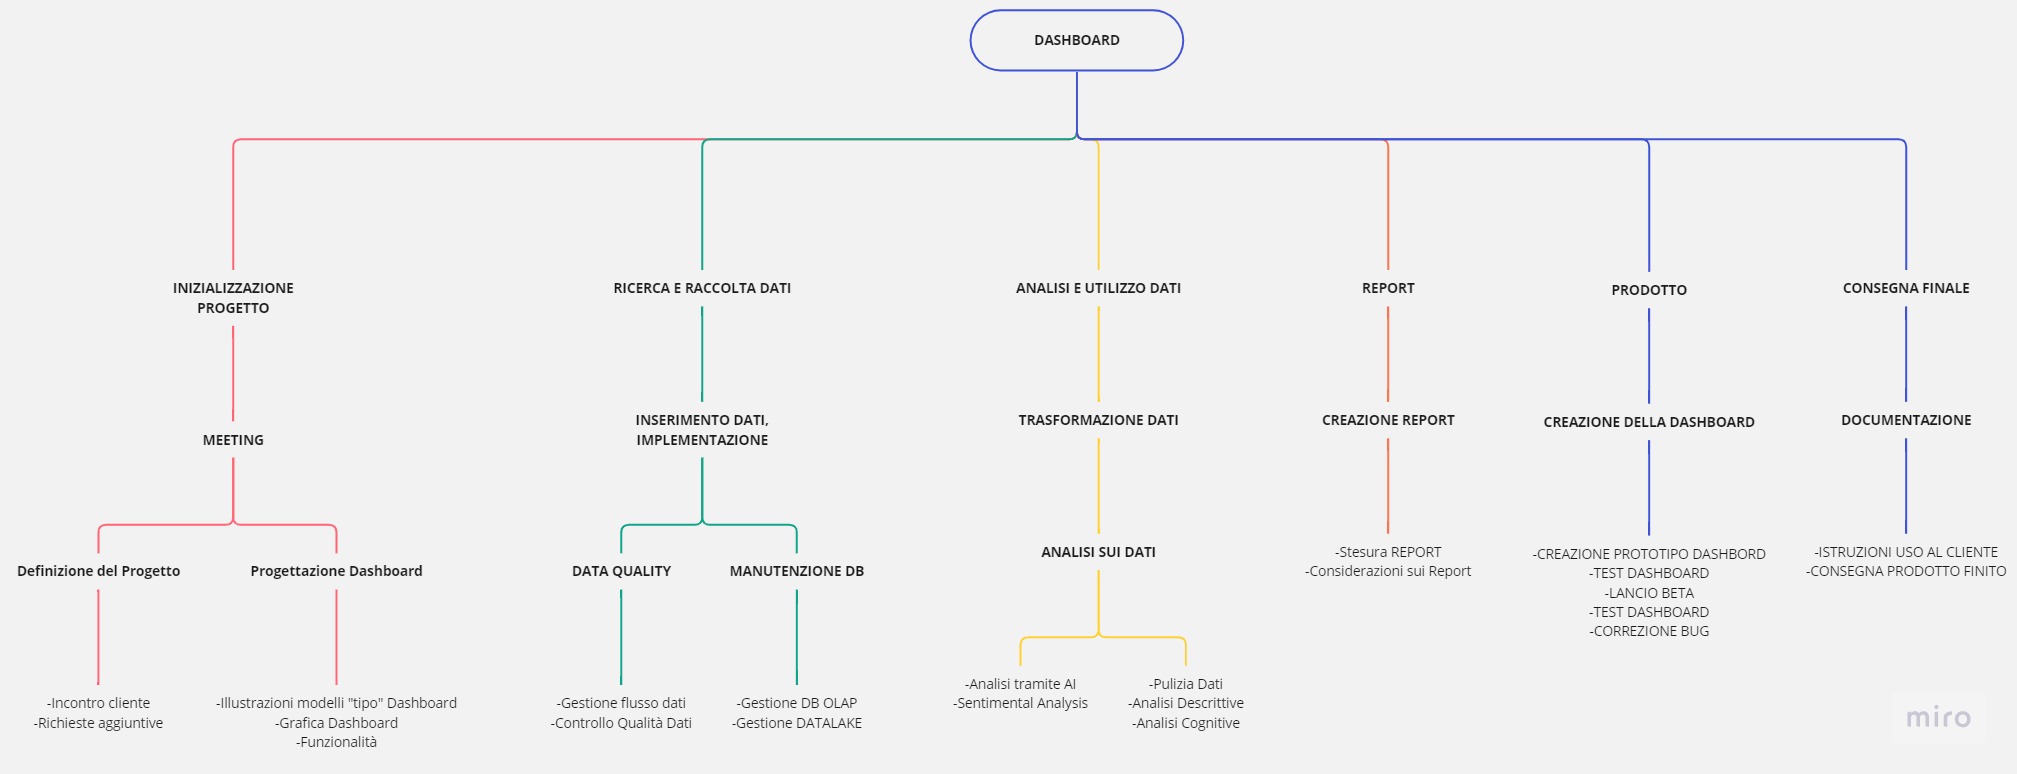 DASHBOARD
INIZIALIZZAZIONE
PROGETTO
MEETING
Definizione del Progetto
-Incontro cliente
-Richieste aggiuntive
Progettazione Dashboard
-Illustrazioni modelli "tipo" Dashboard
-Grafica Dashboard
-Funzionalità
RICERCA E RACCOLTA DATI
INSERIMENTO DATI,
IMPLEMENTAZIONE
DATA QUALITY
-Gestione flusso dati
-Controllo Qualità Dati
MANUTENZIONE DB
-Gestione DB OLAP
-Gestione DATALAKE
ANALISI E UTILIZZO DATI
TRASFORMAZIONE DATI
ANALISI SUI DATI
-Analisi tramite AI
-Sentimental Analysis
-Pulizia Dati
-Analisi Descrittive
-Analisi Cognitive
REPORT
CREAZIONE REPORT
-Stesura REPORT
-Considerazioni sui Report
PRODOTTO
CREAZIONE DELLA DASHBOARD
-CREAZIONE PROTOTIPO DASHBORD
-TEST DASHBOARD
-LANCIO BETA
-TEST DASHBOARD
-CORREZIONE BUG
CONSEGNA FINALE
DOCUMENTAZIONE
-ISTRUZIONI USO AL CLIENTE
-CONSEGNA PRODOTTO FINITO
miro